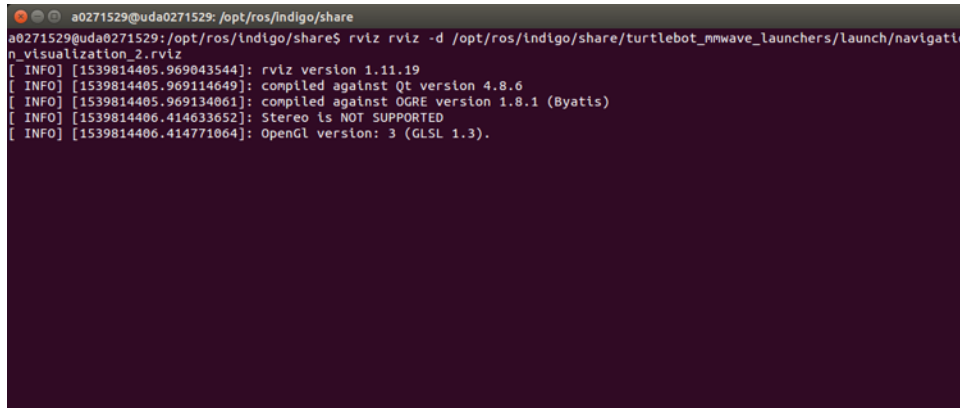 a0271529@uda0271529: /opt/ros/indigo/share
a0271529@uda0271529:/opt/ros/indigo/share$ rviz rviz -d /opt/ros/indigo/share/turtlebot_mmwave_launchers/launch/navigatio
n_visualization_2.rviz
[ INFO] [1539814405.969043544]: rviz version 1.11.19
[ INFO] [1539814405.969114649]: compiled against Qt version 4.8.6
[ INFO] [1539814405.969134061]: compiled against OGRE version 1.8.1 (Byatis)
[ INFO] [1539814406.414633652]: Stereo is NOT SUPPORTED
[ INFO] [1539814406.414771064]: OpenGl version: 3 (GLSL 1.3).